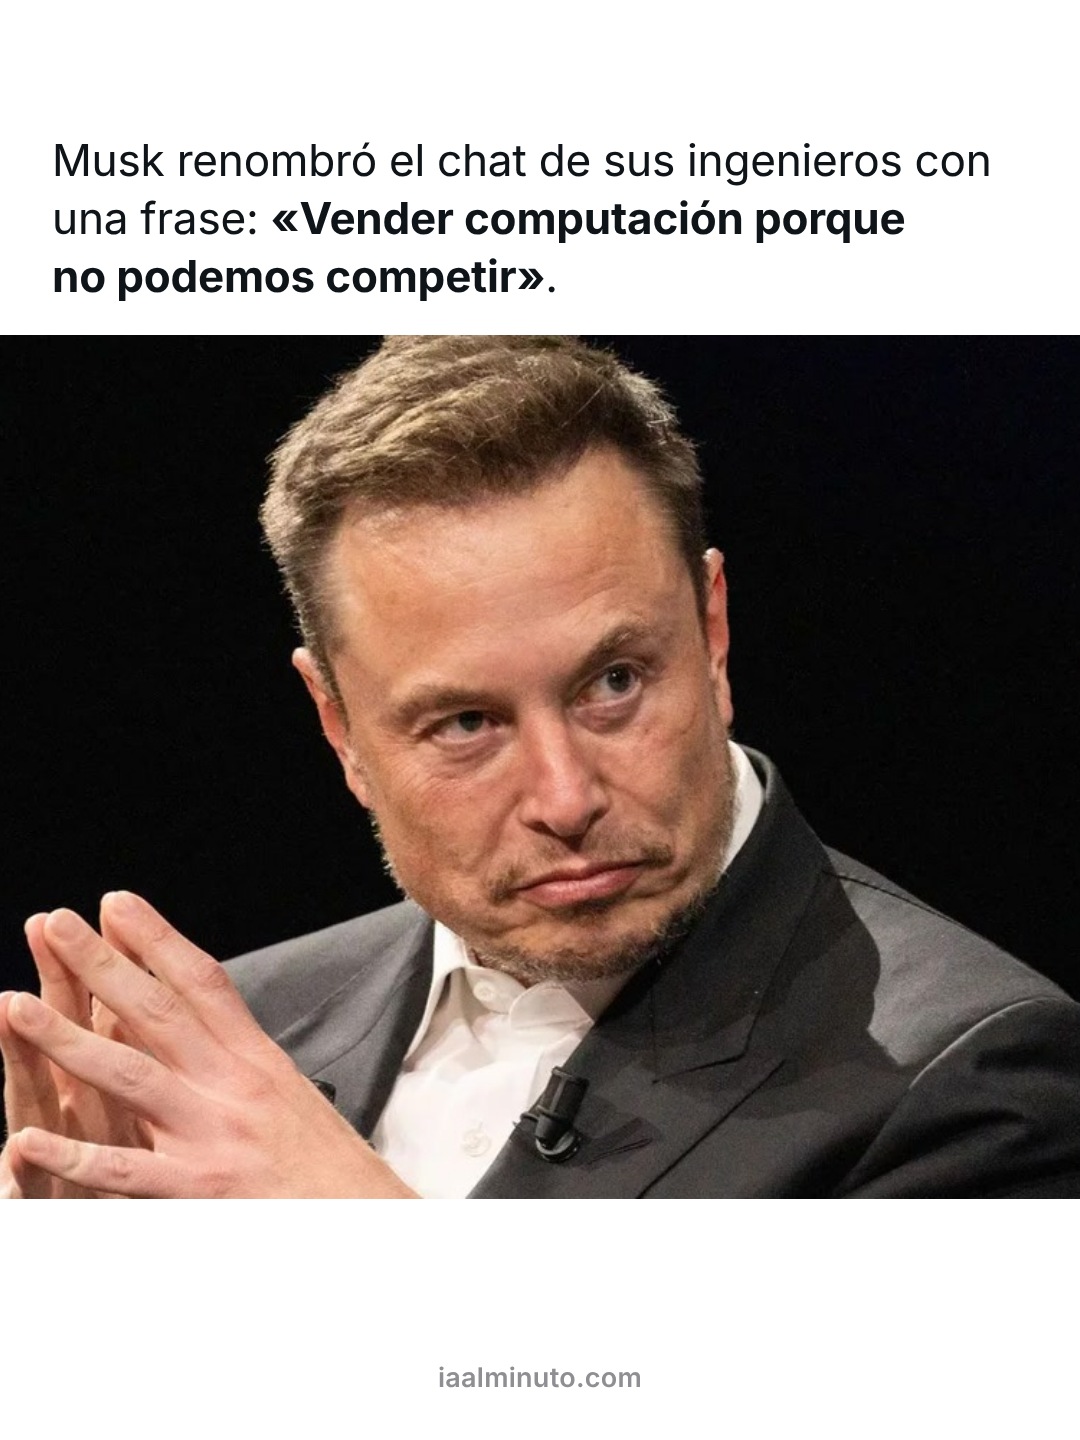 Musk renombró el chat de sus ingenieros con
una frase: «Vender computación porque
no podemos competir».
iaalminuto.com